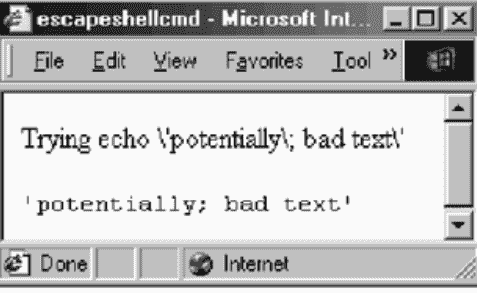 escapeshellcmd - Microsoft Int...
File Edit View Favorites Tool »
Trying echo \'potentially\; bad text\'
'potentially; bad text'
Done Internet